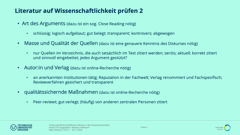 Literatur auf Wissenschaftlichkeit prüfen 2
• Art des Arguments (dazu ist ein sog. Close Reading nötig)
• schlüssig; logisch aufgebaut; gut belegt; transparent; kontrovers; abgewogen
• Masse und Qualität der Quellen (dazu ist eine genauere Kenntnis des Diskurses nötig)
• nur Quellen im Verzeichnis, die auch tatsächlich im Text zitiert werden; seriös; aktuell; korrekt zitiert
und sinnvoll eingebettet; jedes Argument gestützt?
• Autor:in und Verlag (dazu ist online-Recherche nötig)
• an anerkannten Institutionen tätig; Reputation in der Fachwelt; Verlag renommiert und fachspezifisch;
Reviewverfahren gesichert und transparent
• qualitätssichernde Maßnahmen (dazu ist online-Recherche nötig)
• Peer-review; gut verlegt; (häufig) von anderen zentralen Personen zitiert